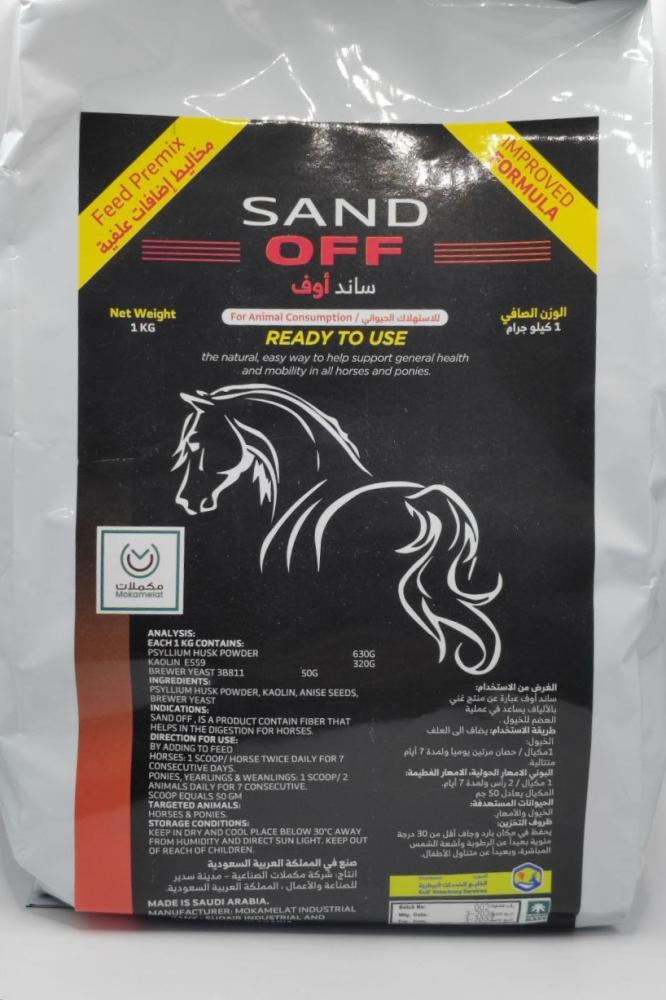 Feed Premix
مخاليط إضافات علفية
IMPROVED
FORMULA
SAND
OFF
ساند أوف
Net Weight
1 KG
For Animal Consumption / للاستهلاك الحيواني
الوزن الصافي
1 كيلو جرام
READY TO USE
the natural, easy way to help support general health
and mobility in all horses and ponies.
مكملات
Mokamelat
ANALYSIS:
EACH 1 KG CONTAINS:
PSYLLIUM HUSK POWDER 630G
KAOLIN E559 320G
BREWER YEAST 3B811 50G
INGREDIENTS:
PSYLLIUM HUSK POWDER, KAOLIN, ANISE SEEDS,
BREWER YEAST
INDICATIONS:
SAND OFF , IS A PRODUCT CONTAIN FIBER THAT
HELPS IN THE DIGESTION FOR HORSES.
DIRECTION FOR USE:
BY ADDING TO FEED
HORSES: 1 SCOOP/ HORSE TWICE DAILY FOR 7
CONSECUTIVE DAYS.
PONIES, YEARLINGS & WEANLINGS: 1 SCOOP/ 2
ANIMALS DAILY FOR 7 CONSECUTIVE.
SCOOP EQUALS 50 GM
TARGETED ANIMALS:
HORSES & PONIES.
STORAGE CONDITIONS:
KEEP IN DRY AND COOL PLACE BELOW 30°C AWAY
FROM HUMIDITY AND DIRECT SUN LIGHT. KEEP OUT
OF REACH OF CHILDREN.
الغرض من الاستخدام:
ساند أوف عبارة عن منتج غني
بالألياف يساعد في عملية
الهضم للخيول.
طريقة الاستخدام: يضاف الى العلف
الخيول:
1مكيال / حصان مرتين يوميا ولمدة 7 أيام
متتالية.
البوني الامهار الحولية، الامهار الفطيمة:
1 مكيال / 2 رأس ولمدة 7 أيام.
المكيال يعادل 50 جم
الحيوانات المستهدفة:
الخيول والأمهار.
ظروف التخزين:
يحفظ في مكان بارد وجاف أقل من 30 درجة
مئوية بعيداً عن الرطوبة وأشعة الشمس
المباشرة، وبعيداً عن متناول الأطفال.
صنع في المملكة العربية السعودية
انتاج: شركة مكملات الصناعية - مدينة سدير
للصناعة والأعمال ، المملكة العربية السعودية.
MADE IS SAUDI ARABIA.
MANUFACTURER: MOKAMELAT INDUSTRIAL
SUDAIR INDUSTRIAL AND
الخليج للخدمات البيطرية
Gulf Veterinary Services
Batch No:
Mfg. Date: